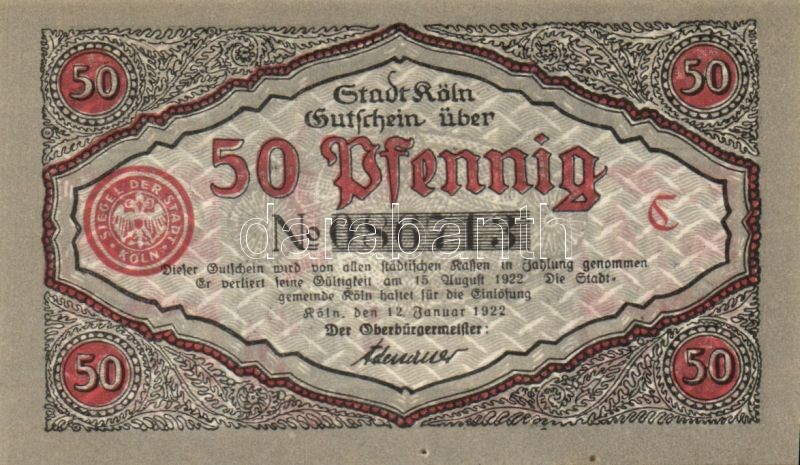 50
50
Stadt Köln
Gutschein über
50 Pfennig
SIEGEL DER STADT
• KÖLN •
C
darabanth
Dieser Gutschein wird von allen städtischen Kassen in Zahlung genommen
Er verliert seine Gültigkeit am 15. August 1922 Die Stadt-
gemeinde Köln haftet für die Einlösung
Köln, den 12 Januar 1922
Der Oberbürgermeister:
Adenauer
50
50